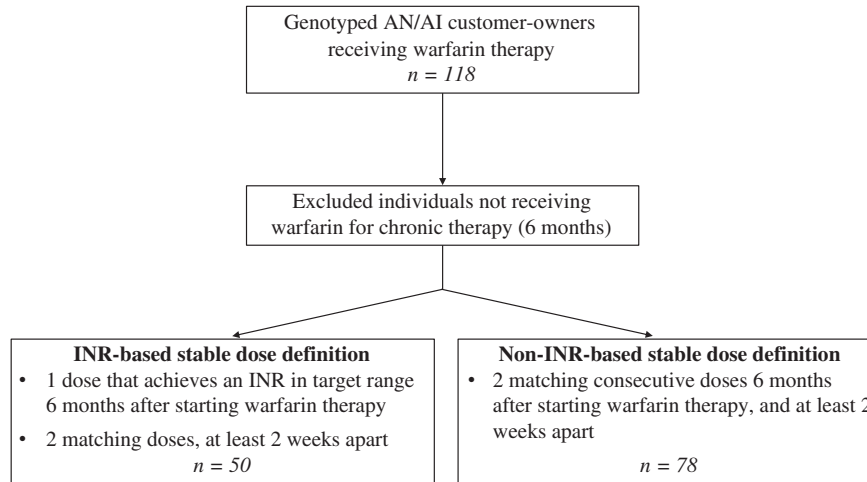 Genotyped AN/AI customer-owners
receiving warfarin therapy
n = 118
Excluded individuals not receiving
warfarin for chronic therapy (6 months)
INR-based stable dose definition
• 1 dose that achieves an INR in target range
6 months after starting warfarin therapy
• 2 matching doses, at least 2 weeks apart
n = 50
Non-INR-based stable dose definition
• 2 matching consecutive doses 6 months
after starting warfarin therapy, and at least 2
weeks apart
n = 78